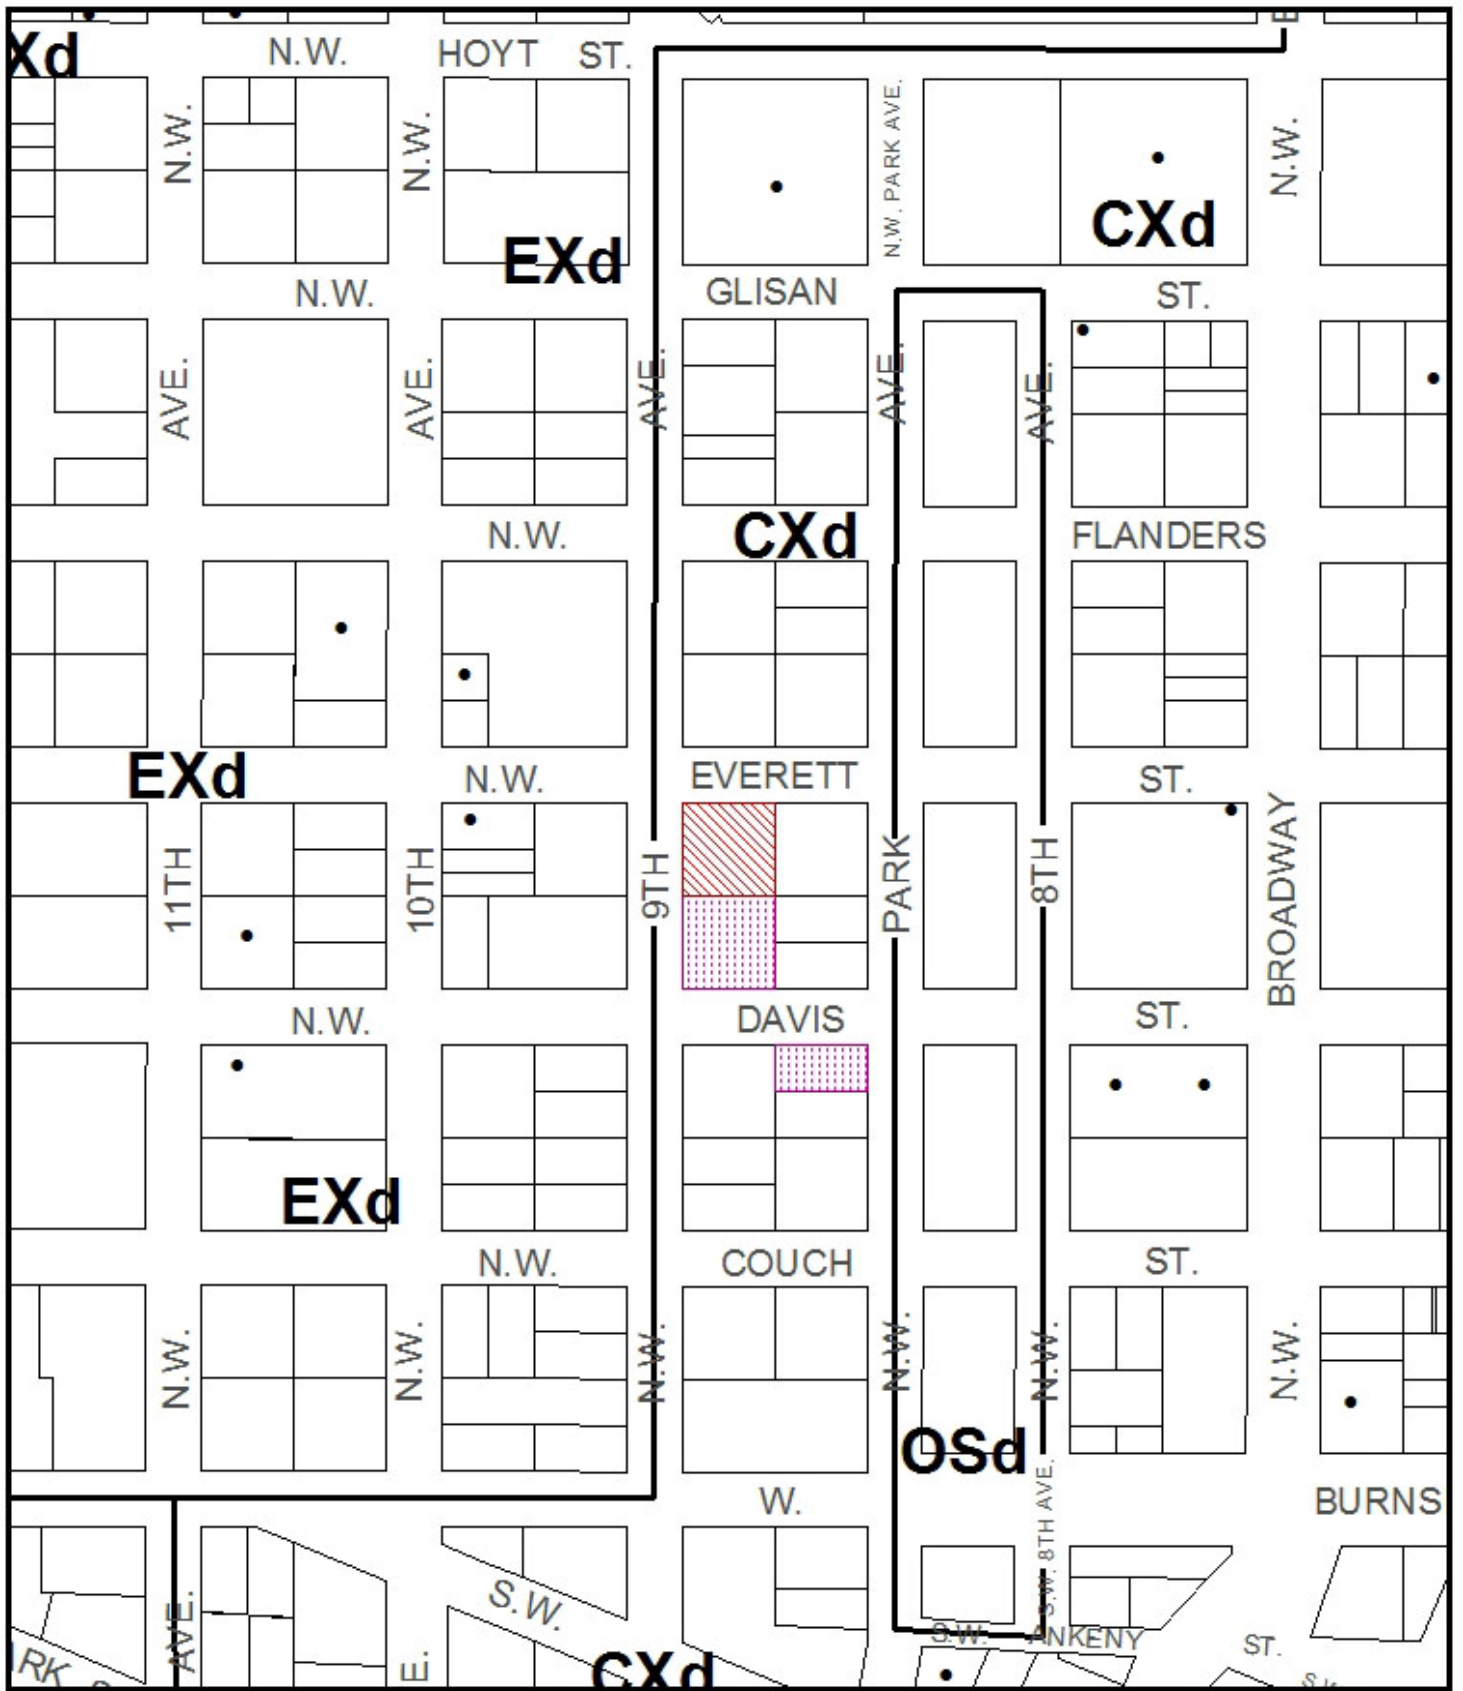 Xd
N.W. HOYT ST.
N.W.
N.W.
N.W. PARK AVE.
N.W.
CXd
EXd
N.W. GLISAN ST.
AVE.
AVE.
AVE.
AVE.
AVE.
N.W. CXd FLANDERS
EXd
N.W. EVERETT ST.
11TH
10TH
9TH
PARK
8TH
BROADWAY
N.W. DAVIS ST.
EXd
N.W. COUCH ST.
N.W.
N.W.
N.W.
N.W.
N.W.
N.W.
OSd
W. BURNS
S.W. 8TH AVE.
AVE.
S.W.
E.
S.W. ANKENY ST.
CXd